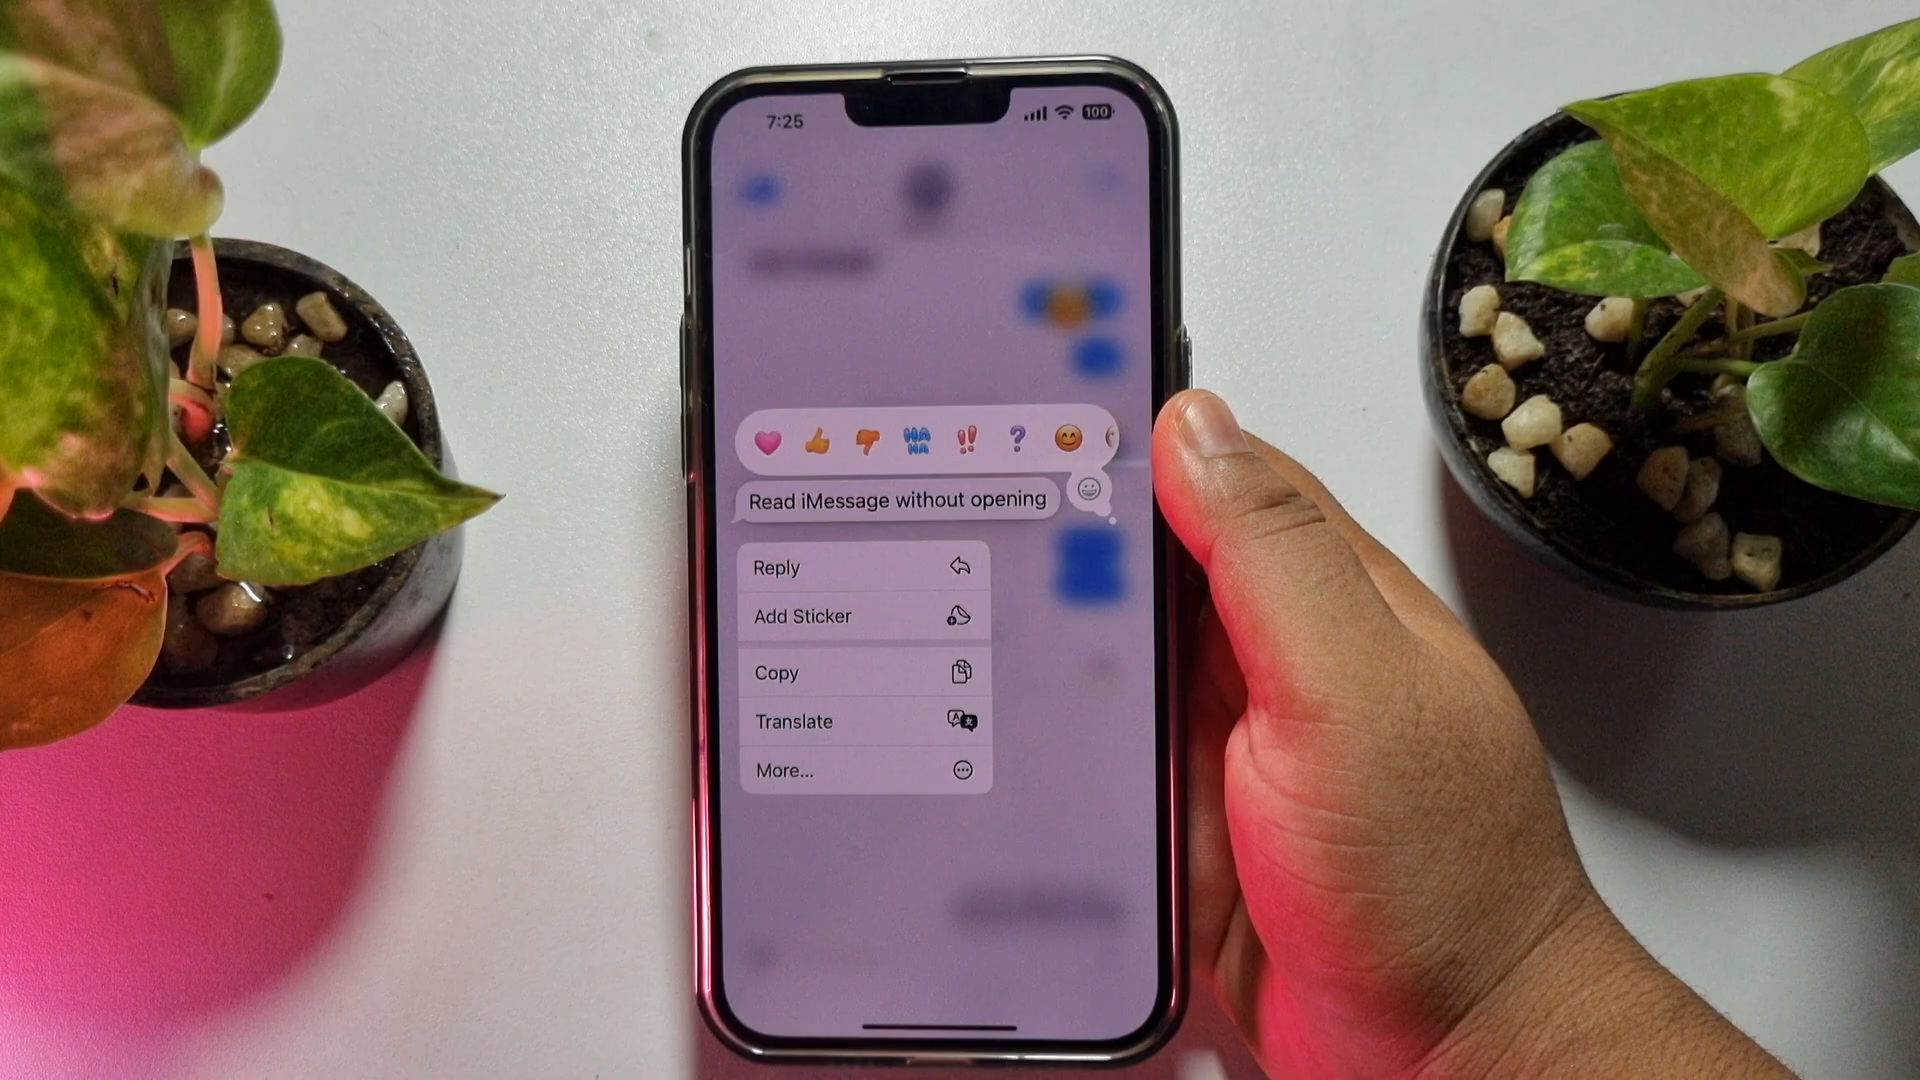 7:25
100
HA
HA
‼
?
Read iMessage without opening
Reply
Add Sticker
Copy
Translate
More...